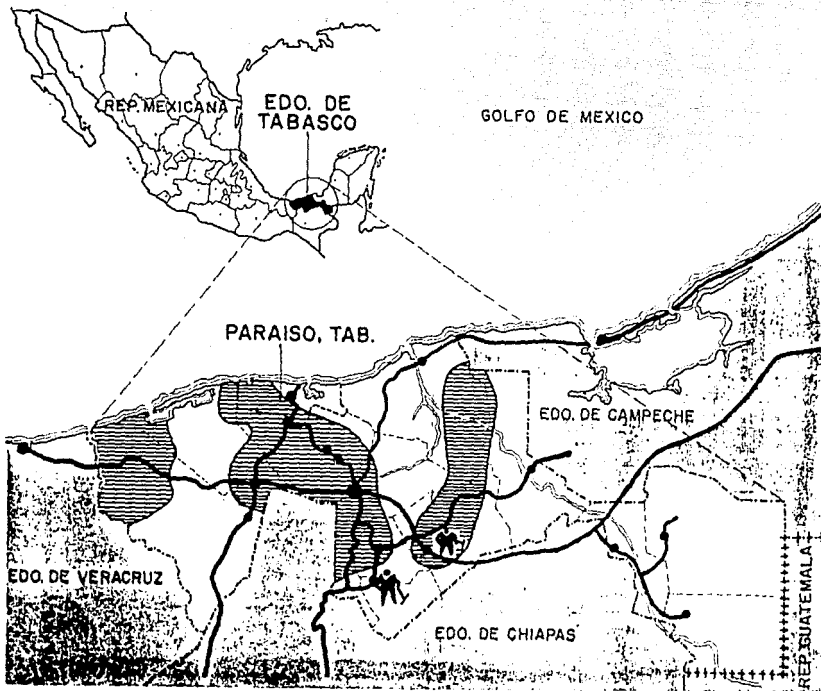 REP. MEXICANA
EDO. DE
TABASCO
GOLFO DE MEXICO
PARAISO, TAB.
EDO. DE CAMPECHE
EDO. DE VERACRUZ
EDO. DE CHIAPAS
REP. GUATEMALA